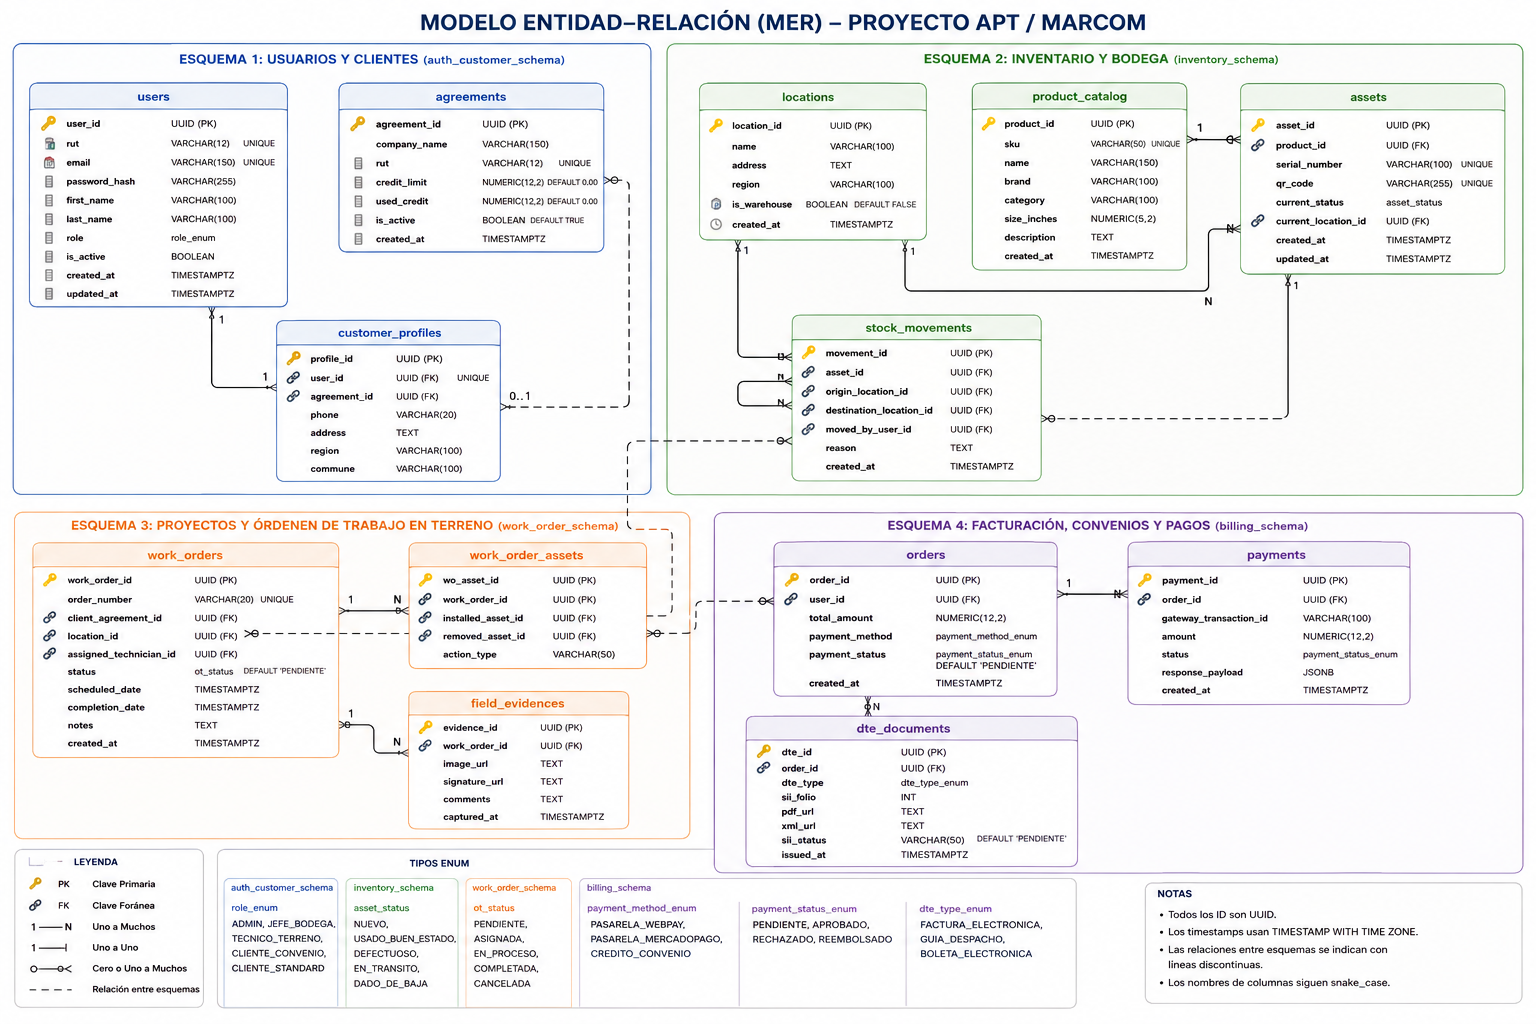 MODELO ENTIDAD–RELACIÓN (MER) – PROYECTO APT / MARCOM
ESQUEMA 1: USUARIOS Y CLIENTES (auth_customer_schema)
users
user_id UUID (PK)
rut VARCHAR(12) UNIQUE
email VARCHAR(150) UNIQUE
password_hash VARCHAR(255)
first_name VARCHAR(100)
last_name VARCHAR(100)
role role_enum
is_active BOOLEAN
created_at TIMESTAMPTZ
updated_at TIMESTAMPTZ
agreements
agreement_id UUID (PK)
company_name VARCHAR(150)
rut VARCHAR(12) UNIQUE
credit_limit NUMERIC(12,2) DEFAULT 0.00
used_credit NUMERIC(12,2) DEFAULT 0.00
is_active BOOLEAN DEFAULT TRUE
created_at TIMESTAMPTZ
1
1
0..1
customer_profiles
profile_id UUID (PK)
user_id UUID (FK) UNIQUE
agreement_id UUID (FK)
phone VARCHAR(20)
address TEXT
region VARCHAR(100)
commune VARCHAR(100)
ESQUEMA 2: INVENTARIO Y BODEGA (inventory_schema)
locations
location_id UUID (PK)
name VARCHAR(100)
address TEXT
region VARCHAR(100)
is_warehouse BOOLEAN DEFAULT FALSE
created_at TIMESTAMPTZ
product_catalog
product_id UUID (PK)
sku VARCHAR(50) UNIQUE
name VARCHAR(150)
brand VARCHAR(100)
category VARCHAR(100)
size_inches NUMERIC(5,2)
description TEXT
created_at TIMESTAMPTZ
1
assets
asset_id UUID (PK)
product_id UUID (FK)
serial_number VARCHAR(100) UNIQUE
qr_code VARCHAR(255) UNIQUE
current_status asset_status
current_location_id UUID (FK)
created_at TIMESTAMPTZ
updated_at TIMESTAMPTZ
N
1
1
N
1
stock_movements
movement_id UUID (PK)
asset_id UUID (FK)
origin_location_id UUID (FK)
destination_location_id UUID (FK)
moved_by_user_id UUID (FK)
reason TEXT
created_at TIMESTAMPTZ
N
N
ESQUEMA 3: PROYECTOS Y ÓRDENEN DE TRABAJO EN TERRENO (work_order_schema)
work_orders
work_order_id UUID (PK)
order_number VARCHAR(20) UNIQUE
client_agreement_id UUID (FK)
location_id UUID (FK)
assigned_technician_id UUID (FK)
status ot_status DEFAULT 'PENDIENTE'
scheduled_date TIMESTAMPTZ
completion_date TIMESTAMPTZ
notes TEXT
created_at TIMESTAMPTZ
1 N
1
N
work_order_assets
wo_asset_id UUID (PK)
work_order_id UUID (FK)
installed_asset_id UUID (FK)
removed_asset_id UUID (FK)
action_type VARCHAR(50)
field_evidences
evidence_id UUID (PK)
work_order_id UUID (FK)
image_url TEXT
signature_url TEXT
comments TEXT
captured_at TIMESTAMPTZ
ESQUEMA 4: FACTURACIÓN, CONVENIOS Y PAGOS (billing_schema)
orders
order_id UUID (PK)
user_id UUID (FK)
total_amount NUMERIC(12,2)
payment_method payment_method_enum
payment_status payment_status_enum
DEFAULT 'PENDIENTE'
created_at TIMESTAMPTZ
1 N
payments
payment_id UUID (PK)
order_id UUID (FK)
gateway_transaction_id VARCHAR(100)
amount NUMERIC(12,2)
status payment_status_enum
response_payload JSONB
created_at TIMESTAMPTZ
N
dte_documents
dte_id UUID (PK)
order_id UUID (FK)
dte_type dte_type_enum
sii_folio INT
pdf_url TEXT
xml_url TEXT
sii_status VARCHAR(50) DEFAULT 'PENDIENTE'
issued_at TIMESTAMPTZ
LEYENDA
PK Clave Primaria
FK Clave Foránea
1 N Uno a Muchos
1 Uno a Uno
Cero o Uno a Muchos
Relación entre esquemas
TIPOS ENUM
auth_customer_schema
role_enum
ADMIN, JEFE_BODEGA,
TECNICO_TERRENO,
CLIENTE_CONVENIO,
CLIENTE_STANDARD
inventory_schema
asset_status
NUEVO,
USADO_BUEN_ESTADO,
DEFECTUOSO,
EN_TRANSITO,
DADO_DE_BAJA
work_order_schema
ot_status
PENDIENTE,
ASIGNADA,
EN_PROCESO,
COMPLETADA,
CANCELADA
billing_schema
payment_method_enum
PASARELA_WEBPAY,
PASARELA_MERCADOPAGO,
CREDITO_CONVENIO
payment_status_enum
PENDIENTE, APROBADO,
RECHAZADO, REEMBOLSADO
dte_type_enum
FACTURA_ELECTRONICA,
GUIA_DESPACHO,
BOLETA_ELECTRONICA
NOTAS
• Todos los ID son UUID.
• Los timestamps usan TIMESTAMP WITH TIME ZONE.
• Las relaciones entre esquemas se indican con
líneas discontinuas.
• Los nombres de columnas siguen snake_case.